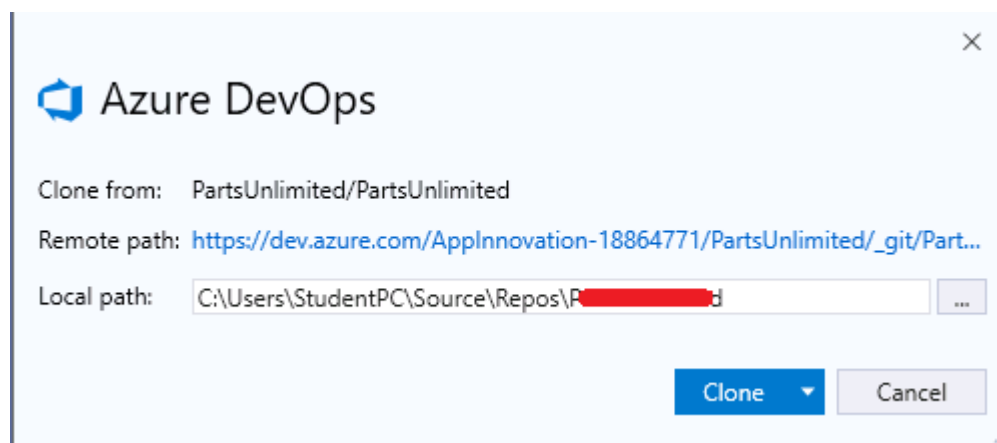 Azure DevOps
Clone from: PartsUnlimited/PartsUnlimited
Remote path: https://dev.azure.com/AppInnovation-18864771/PartsUnlimited/_git/Part...
Local path: C:\Users\StudentPC\Source\Repos\ ...
Clone Cancel